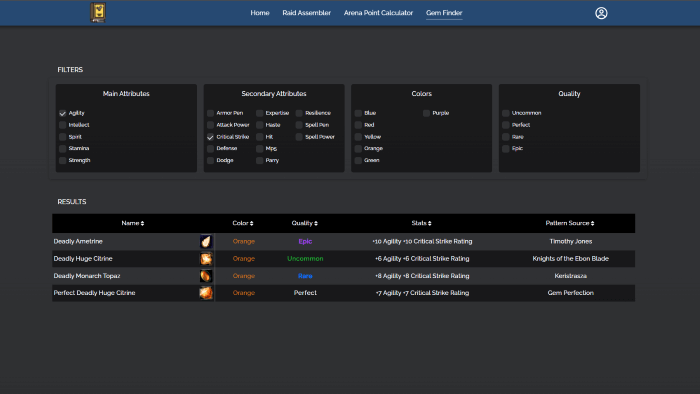 Home Raid Assembler Arena Point Calculator Gem Finder
FILTERS
Main Attributes Secondary Attributes Colors Quality
Agility Armor Pen Expertise Resilience Blue Purple Uncommon
Intellect Attack Power Haste Spell Pen Red Perfect
Spirit Critical Strike Hit Spell Power Yellow Rare
Stamina Defense Mp5 Orange Epic
Strength Dodge Parry Green
RESULTS
Name Color Quality Stats Pattern Source
Deadly Ametrine Orange Epic +10 Agility +10 Critical Strike Rating Timothy Jones
Deadly Huge Citrine Orange Uncommon +6 Agility +6 Critical Strike Rating Knights of the Ebon Blade
Deadly Monarch Topaz Orange Rare +8 Agility +8 Critical Strike Rating Keristrasza
Perfect Deadly Huge Citrine Orange Perfect +7 Agility +7 Critical Strike Rating Gem Perfection